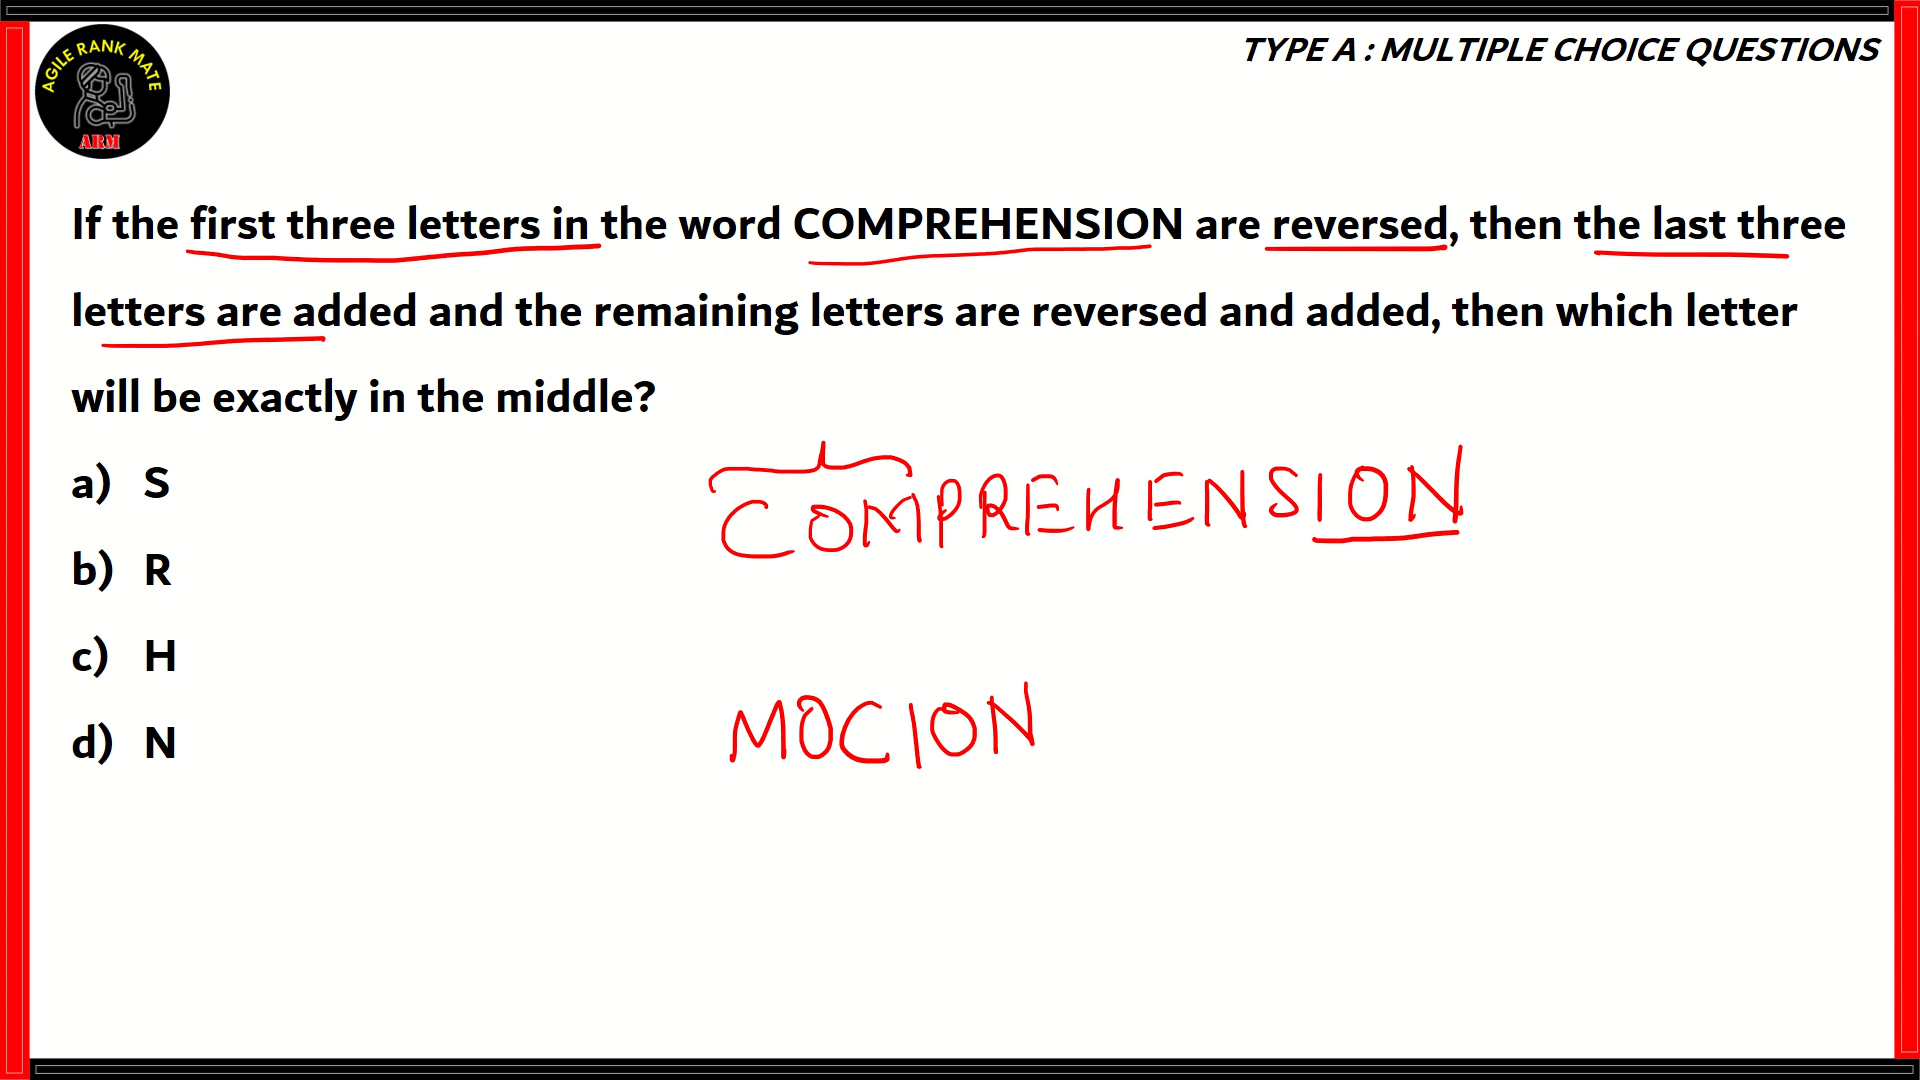 AGILE RANK MATE
ARM
TYPE A : MULTIPLE CHOICE QUESTIONS
If the first three letters in the word COMPREHENSION are reversed, then the last three
letters are added and the remaining letters are reversed and added, then which letter
will be exactly in the middle?
a) S
b) R
c) H
d) N
COMPREHENSION
MOCION